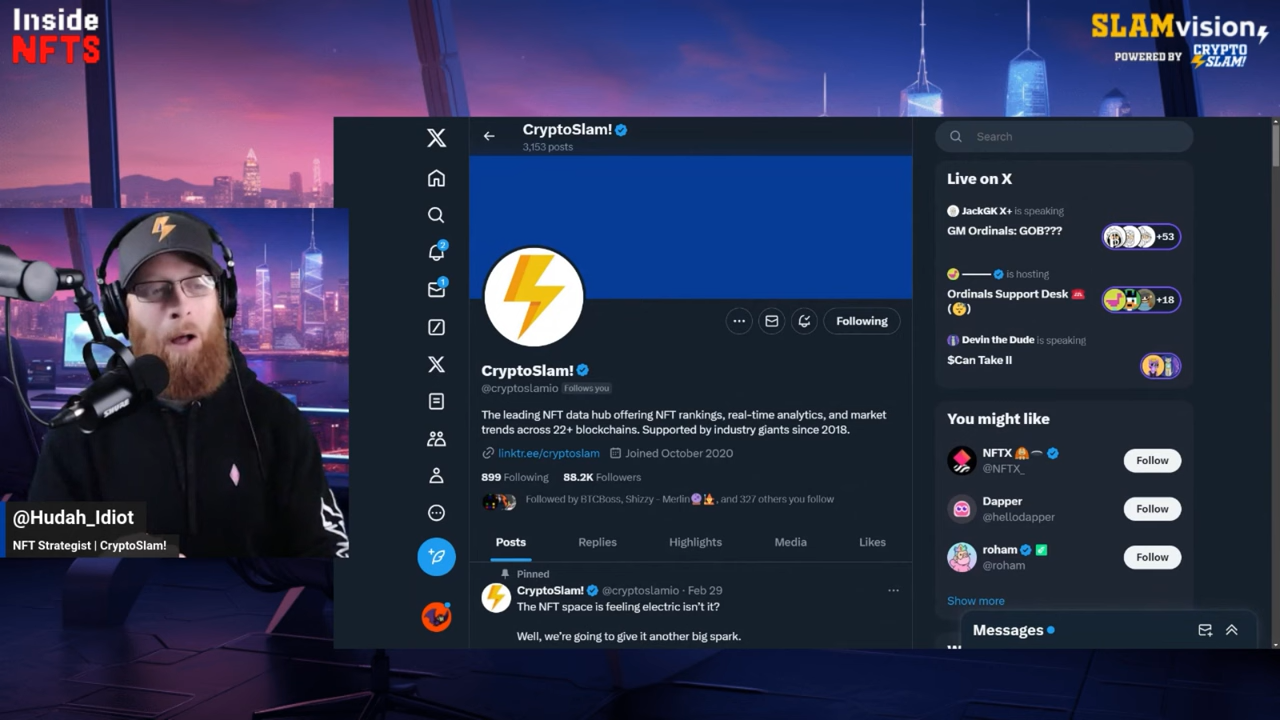 Inside
NFTS
SLAMvision
POWERED BY CRYPTO
SLAM!
CryptoSlam!
3,153 posts
Search
Following
CryptoSlam!
@cryptoslamio Follows you
The leading NFT data hub offering NFT rankings, real-time analytics, and market
trends across 22+ blockchains. Supported by industry giants since 2018.
linktr.ee/cryptoslam Joined October 2020
899 Following 88.2K Followers
Followed by BTCBoss, Shizzy - Merlin🔮🧙, and 327 others you follow
Posts Replies Highlights Media Likes
Pinned
CryptoSlam! @cryptoslamio · Feb 29
The NFT space is feeling electric isn't it?
Well, we're going to give it another big spark.
Live on X
JackGK X+ is speaking
GM Ordinals: GOB???
+53
is hosting
Ordinals Support Desk
+18
Devin the Dude is speaking
$Can Take II
You might like
NFTX
@NFTX_
Follow
Dapper
@hellodapper
Follow
roham
@roham
Follow
Show more
Messages
2
1
SHURE
@Hudah_Idiot
NFT Strategist | CryptoSlam!